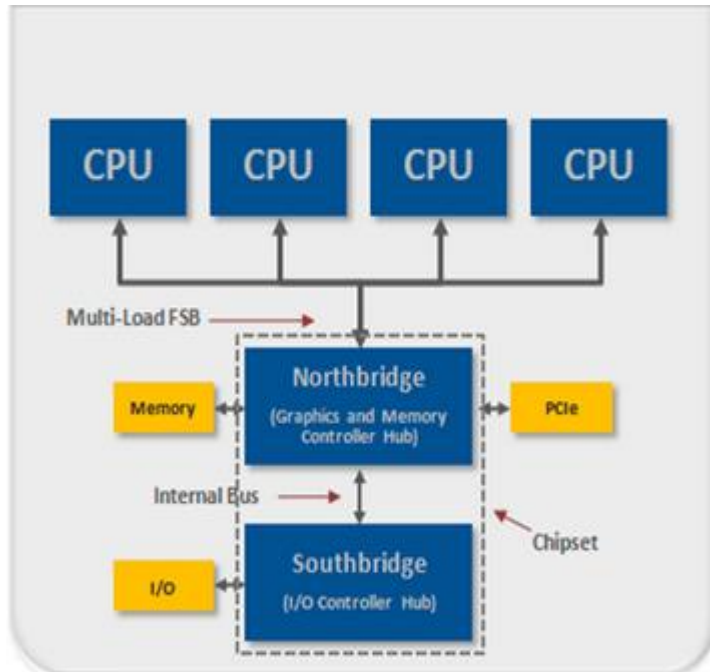 CPU
CPU
CPU
CPU
Multi-Load FSB
Northbridge
(Graphics and Memory
Controller Hub)
Memory
PCIe
Internal Bus
Chipset
Southbridge
(I/O Controller Hub)
I/O